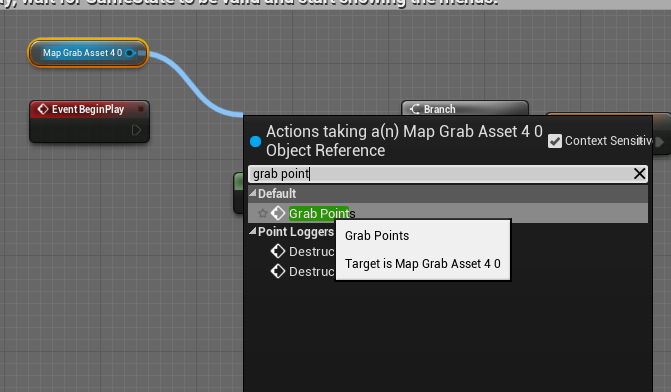 wait for GameState to be valid and start showing the menus.
Map Grab Asset 4 0
Event BeginPlay
Branch
Actions taking a(n) Map Grab Asset 4 0
Object Reference
Context Sensitiv
grab point
Default
Grab Points
Point Loggers
Grab Points
Destruc
Target is Map Grab Asset 4 0
Destruc